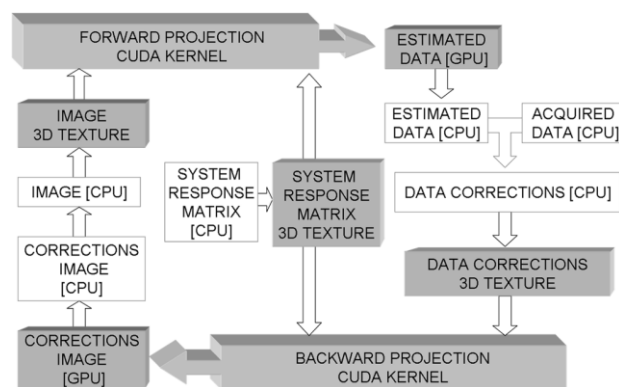 FORWARD PROJECTION
CUDA KERNEL
ESTIMATED
DATA [GPU]
IMAGE
3D TEXTURE
ESTIMATED
DATA [CPU]
ACQUIRED
DATA [CPU]
IMAGE [CPU]
SYSTEM
RESPONSE
MATRIX
[CPU]
SYSTEM
RESPONSE
MATRIX
3D TEXTURE
DATA CORRECTIONS [CPU]
CORRECTIONS
IMAGE
[CPU]
DATA CORRECTIONS
3D TEXTURE
CORRECTIONS
IMAGE
[GPU]
BACKWARD PROJECTION
CUDA KERNEL